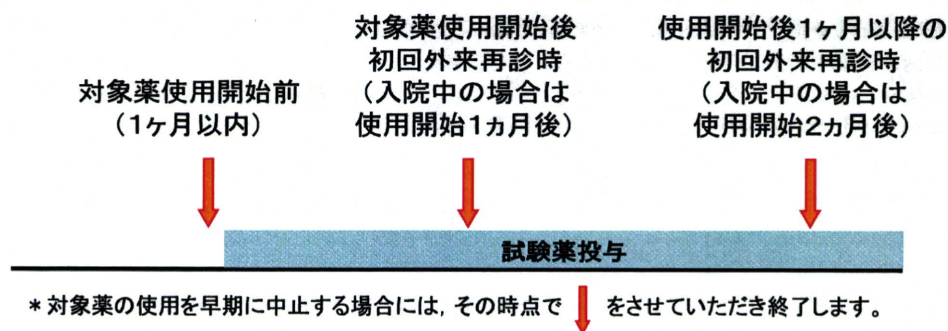 対象薬使用開始前
（1ヶ月以内）
対象薬使用開始後
初回外来再診時
（入院中の場合は
使用開始1ヵ月後）
使用開始後1ヶ月以降の
初回外来再診時
（入院中の場合は
使用開始2ヵ月後）
試験薬投与
＊対象薬の使用を早期に中止する場合には，その時点で をさせていただき終了します。